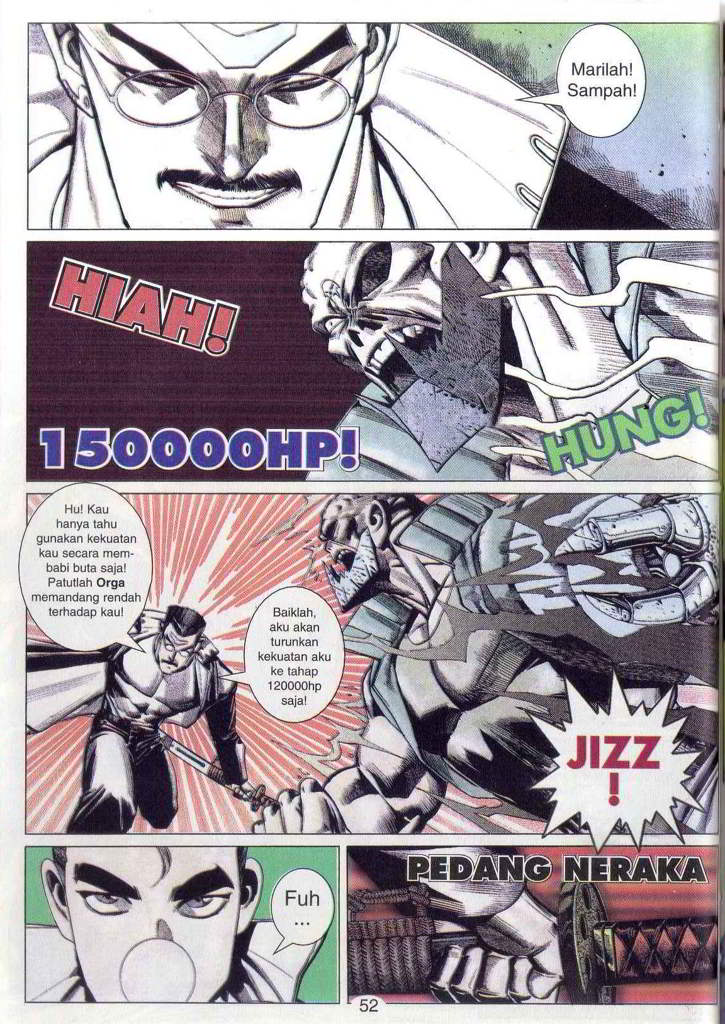 Marilah!
Sampah!
HIAH!
150000HP!
HUNG!
Hu! Kau
hanya tahu
gunakan kekuatan
kau secara mem-
babi buta saja!
Patutlah Orga
memandang rendah
terhadap kau!
Baiklah,
aku akan
turunkan
kekuatan aku
ke tahap
120000hp
saja!
JIZZ
!
Fuh
...
PEDANG NERAKA
52